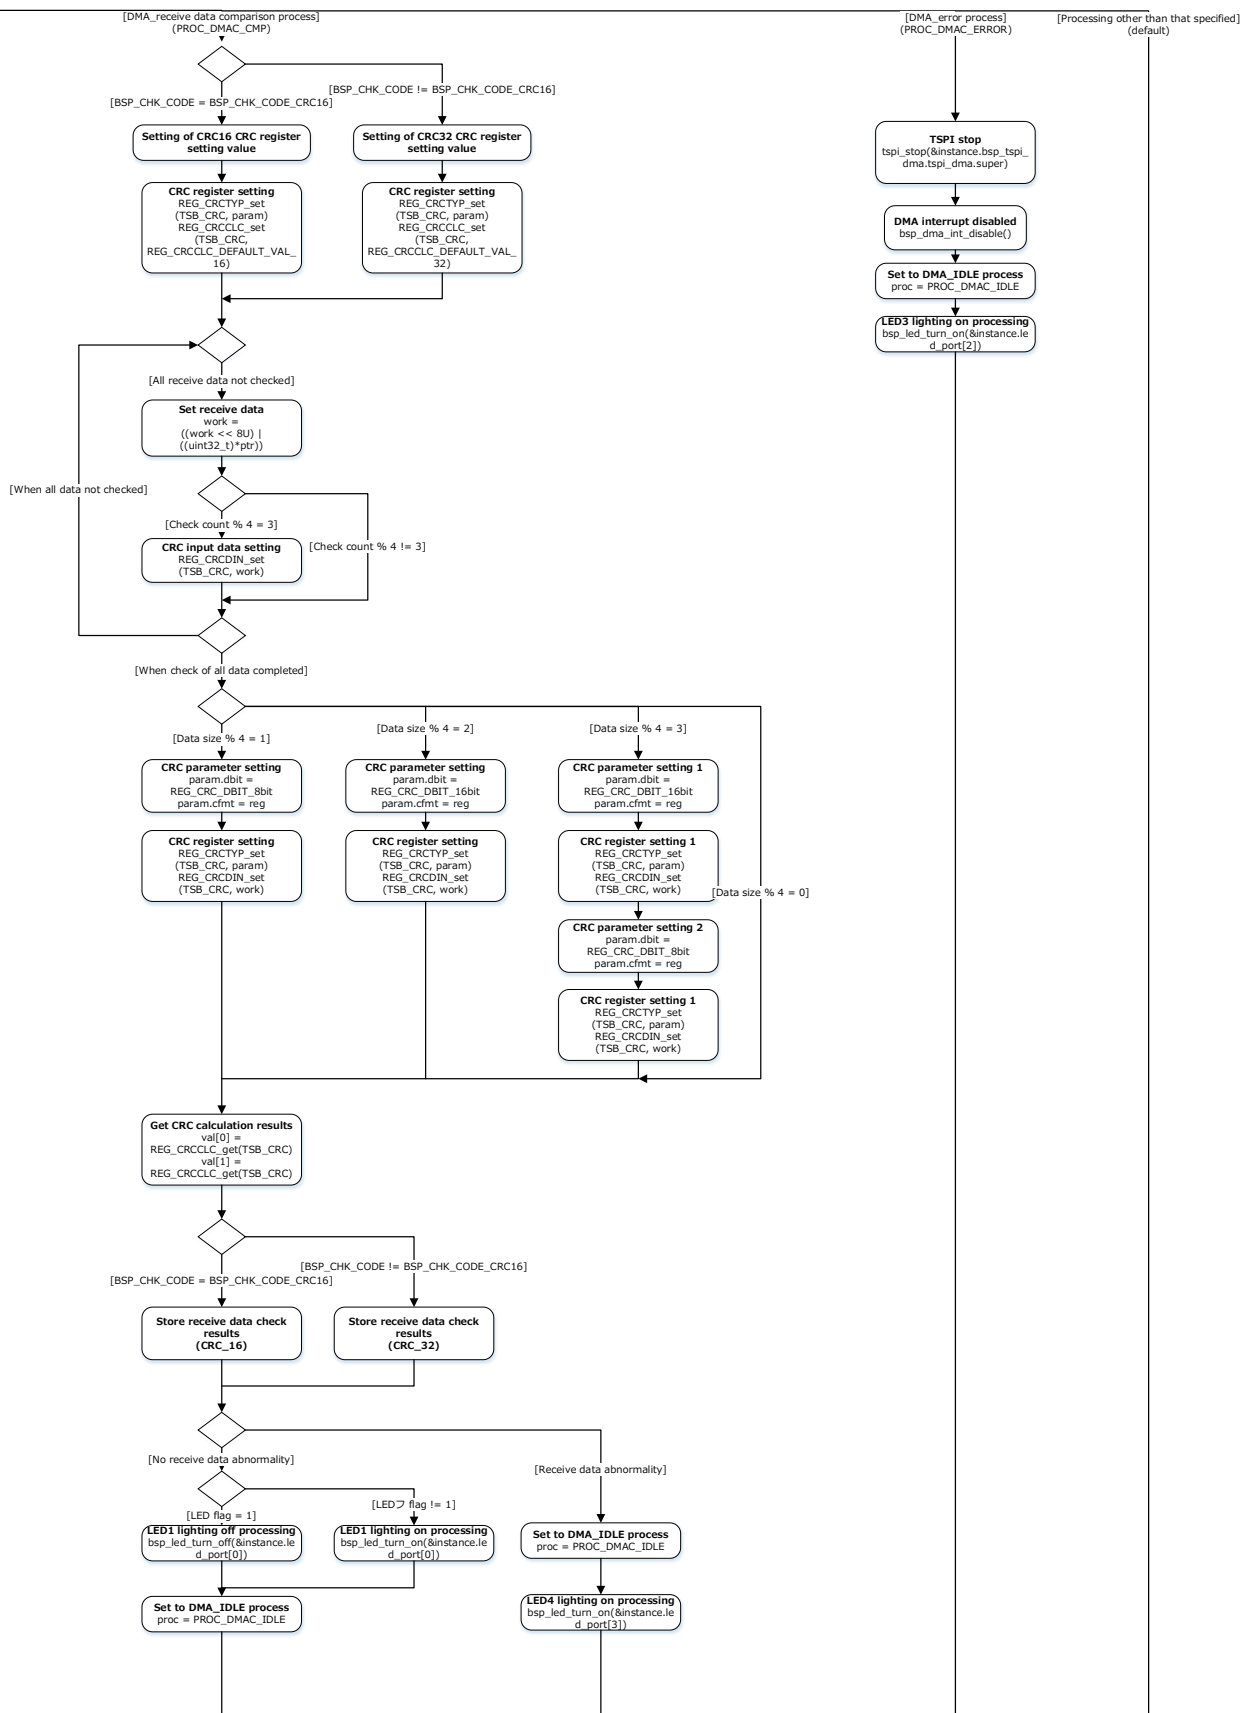 [DMA_receive data comparison process]
(PROC_DMAC_CMP)
[DMA_error process]
(PROC_DMAC_ERROR)
[Processing other than that specified]
(default)
[BSP_CHK_CODE = BSP_CHK_CODE_CRC16]
[BSP_CHK_CODE != BSP_CHK_CODE_CRC16]
Setting of CRC16 CRC register
setting value
Setting of CRC32 CRC register
setting value
CRC register setting
REG_CRCTYP_set
(TSB_CRC, param)
REG_CRCCLC_set
(TSB_CRC,
REG_CRCCLC_DEFAULT_VAL_
16)
CRC register setting
REG_CRCTYP_set
(TSB_CRC, param)
REG_CRCCLC_set
(TSB_CRC,
REG_CRCCLC_DEFAULT_VAL_
32)
TSPI stop
tspi_stop(&instance.bsp_tspi_
dma.tspi_dma.super)
DMA interrupt disabled
bsp_dma_int_disable()
Set to DMA_IDLE process
proc = PROC_DMAC_IDLE
LED3 lighting on processing
bsp_led_turn_on(&instance.le
d_port[2])
[All receive data not checked]
Set receive data
work =
((work << 8U) |
((uint32_t)*ptr))
[When all data not checked]
[Check count % 4 = 3]
[Check count % 4 != 3]
CRC input data setting
REG_CRCDIN_set
(TSB_CRC, work)
[When check of all data completed]
[Data size % 4 = 1]
[Data size % 4 = 2]
[Data size % 4 = 3]
[Data size % 4 = 0]
CRC parameter setting
param.dbit =
REG_CRC_DBIT_8bit
param.cfmt = reg
CRC parameter setting
param.dbit =
REG_CRC_DBIT_16bit
param.cfmt = reg
CRC parameter setting 1
param.dbit =
REG_CRC_DBIT_16bit
param.cfmt = reg
CRC register setting
REG_CRCTYP_set
(TSB_CRC, param)
REG_CRCDIN_set
(TSB_CRC, work)
CRC register setting
REG_CRCTYP_set
(TSB_CRC, param)
REG_CRCDIN_set
(TSB_CRC, work)
CRC register setting 1
REG_CRCTYP_set
(TSB_CRC, param)
REG_CRCDIN_set
(TSB_CRC, work)
CRC parameter setting 2
param.dbit =
REG_CRC_DBIT_8bit
param.cfmt = reg
CRC register setting 1
REG_CRCTYP_set
(TSB_CRC, param)
REG_CRCDIN_set
(TSB_CRC, work)
Get CRC calculation results
val[0] =
REG_CRCCLC_get(TSB_CRC)
val[1] =
REG_CRCCLC_get(TSB_CRC)
[BSP_CHK_CODE != BSP_CHK_CODE_CRC16]
[BSP_CHK_CODE = BSP_CHK_CODE_CRC16]
Store receive data check
results
(CRC_16)
Store receive data check
results
(CRC_32)
[No receive data abnormality]
[Receive data abnormality]
[LED flag = 1]
[LEDフ flag != 1]
LED1 lighting off processing
bsp_led_turn_off(&instance.le
d_port[0])
LED1 lighting on processing
bsp_led_turn_on(&instance.le
d_port[0])
Set to DMA_IDLE process
proc = PROC_DMAC_IDLE
Set to DMA_IDLE process
proc = PROC_DMAC_IDLE
LED4 lighting on processing
bsp_led_turn_on(&instance.le
d_port[3])